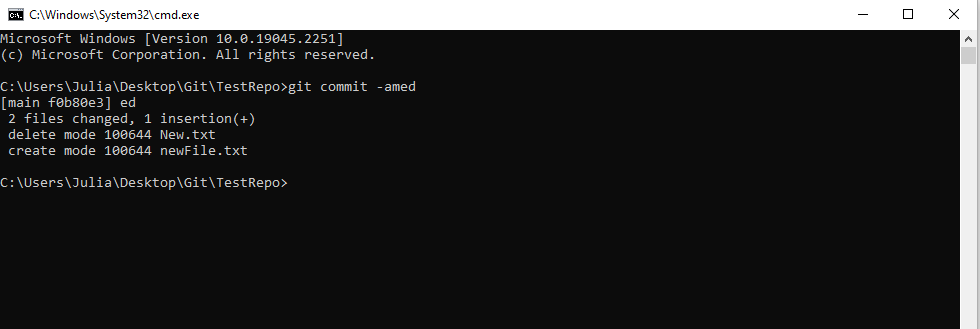 C:\Windows\System32\cmd.exe
Microsoft Windows [Version 10.0.19045.2251]
(c) Microsoft Corporation. All rights reserved.
C:\Users\Julia\Desktop\Git\TestRepo>git commit -amed
[main f0b80e3] ed
2 files changed, 1 insertion(+)
delete mode 100644 New.txt
create mode 100644 newFile.txt
C:\Users\Julia\Desktop\Git\TestRepo>